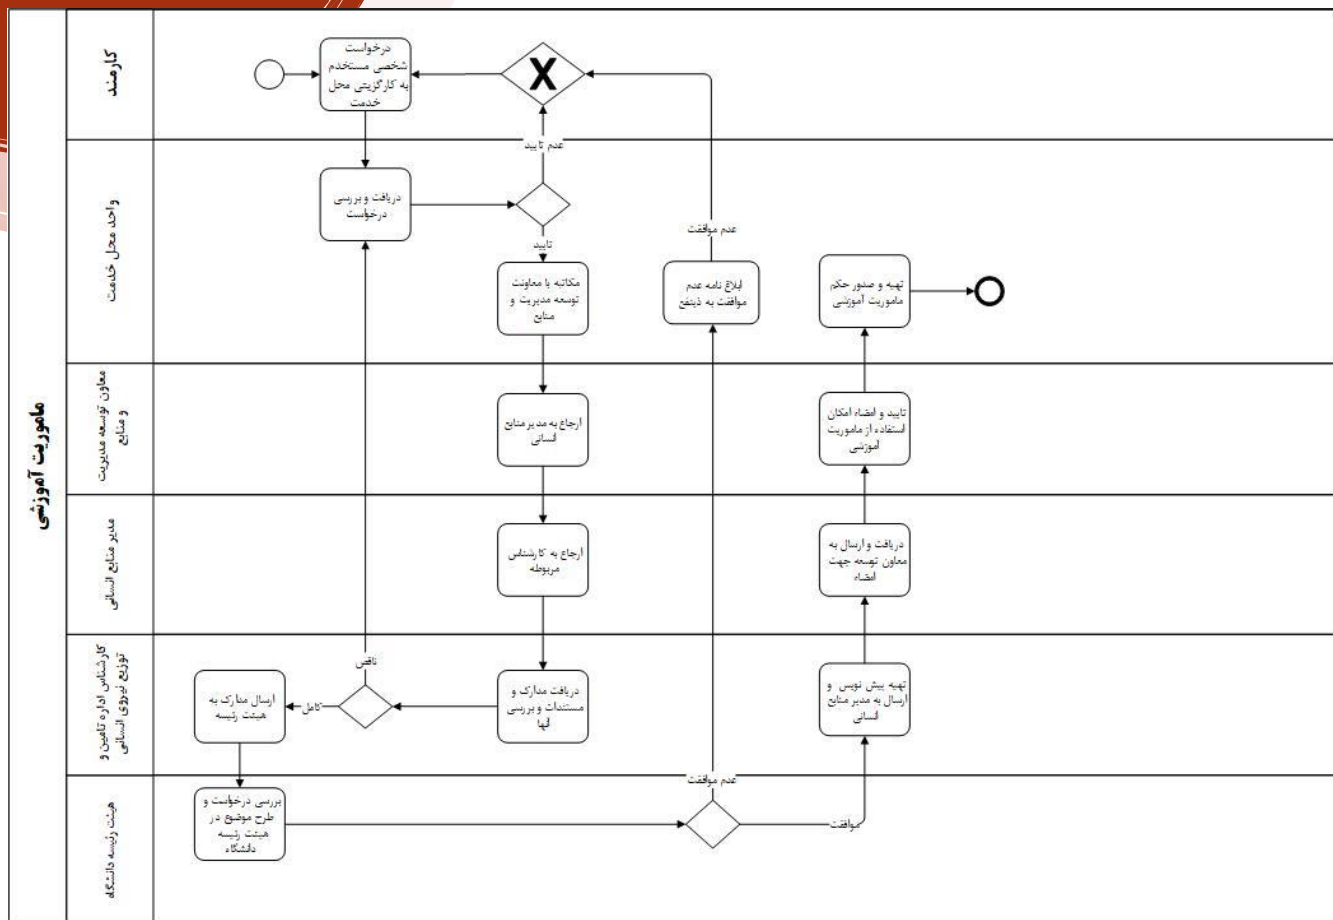 ماموریت آموزشی
کارمند
درخواست
شخصی مستخدم
به کارگزینی محل
خدمت
X
واحد محل خدمت
دریافت و بررسی
درخواست
عدم تایید
تایید
مکاتبه با معاونت
توسعه مدیریت و
منابع
عدم موافقت
ابلاغ نامه عدم
موافقت به ذینفع
تهیه و صدور حکم
ماموریت آموزشی
معاون توسعه مدیریت
و منابع
ارجاع به مدیر منابع
انسانی
تایید و امضاء امکان
استفاده از ماموریت
آموزشی
مدیر منابع انسانی
ارجاع به کارشناس
مربوطه
دریافت و ارسال به
معاون توسعه جهت
امضاء
کارشناس اداره تامین و
توزیع نیروی انسانی
ناقص
کامل
ارسال مدارک به
هیئت رئیسه
دریافت مدارک و
مستندات و بررسی
آنها
تهیه پیش نویس و
ارسال به مدیر منابع
انسانی
هیئت رئیسه دانشگاه
بررسی درخواست و
طرح موضوع در
هیئت رئیسه
دانشگاه
عدم موافقت
موافقت